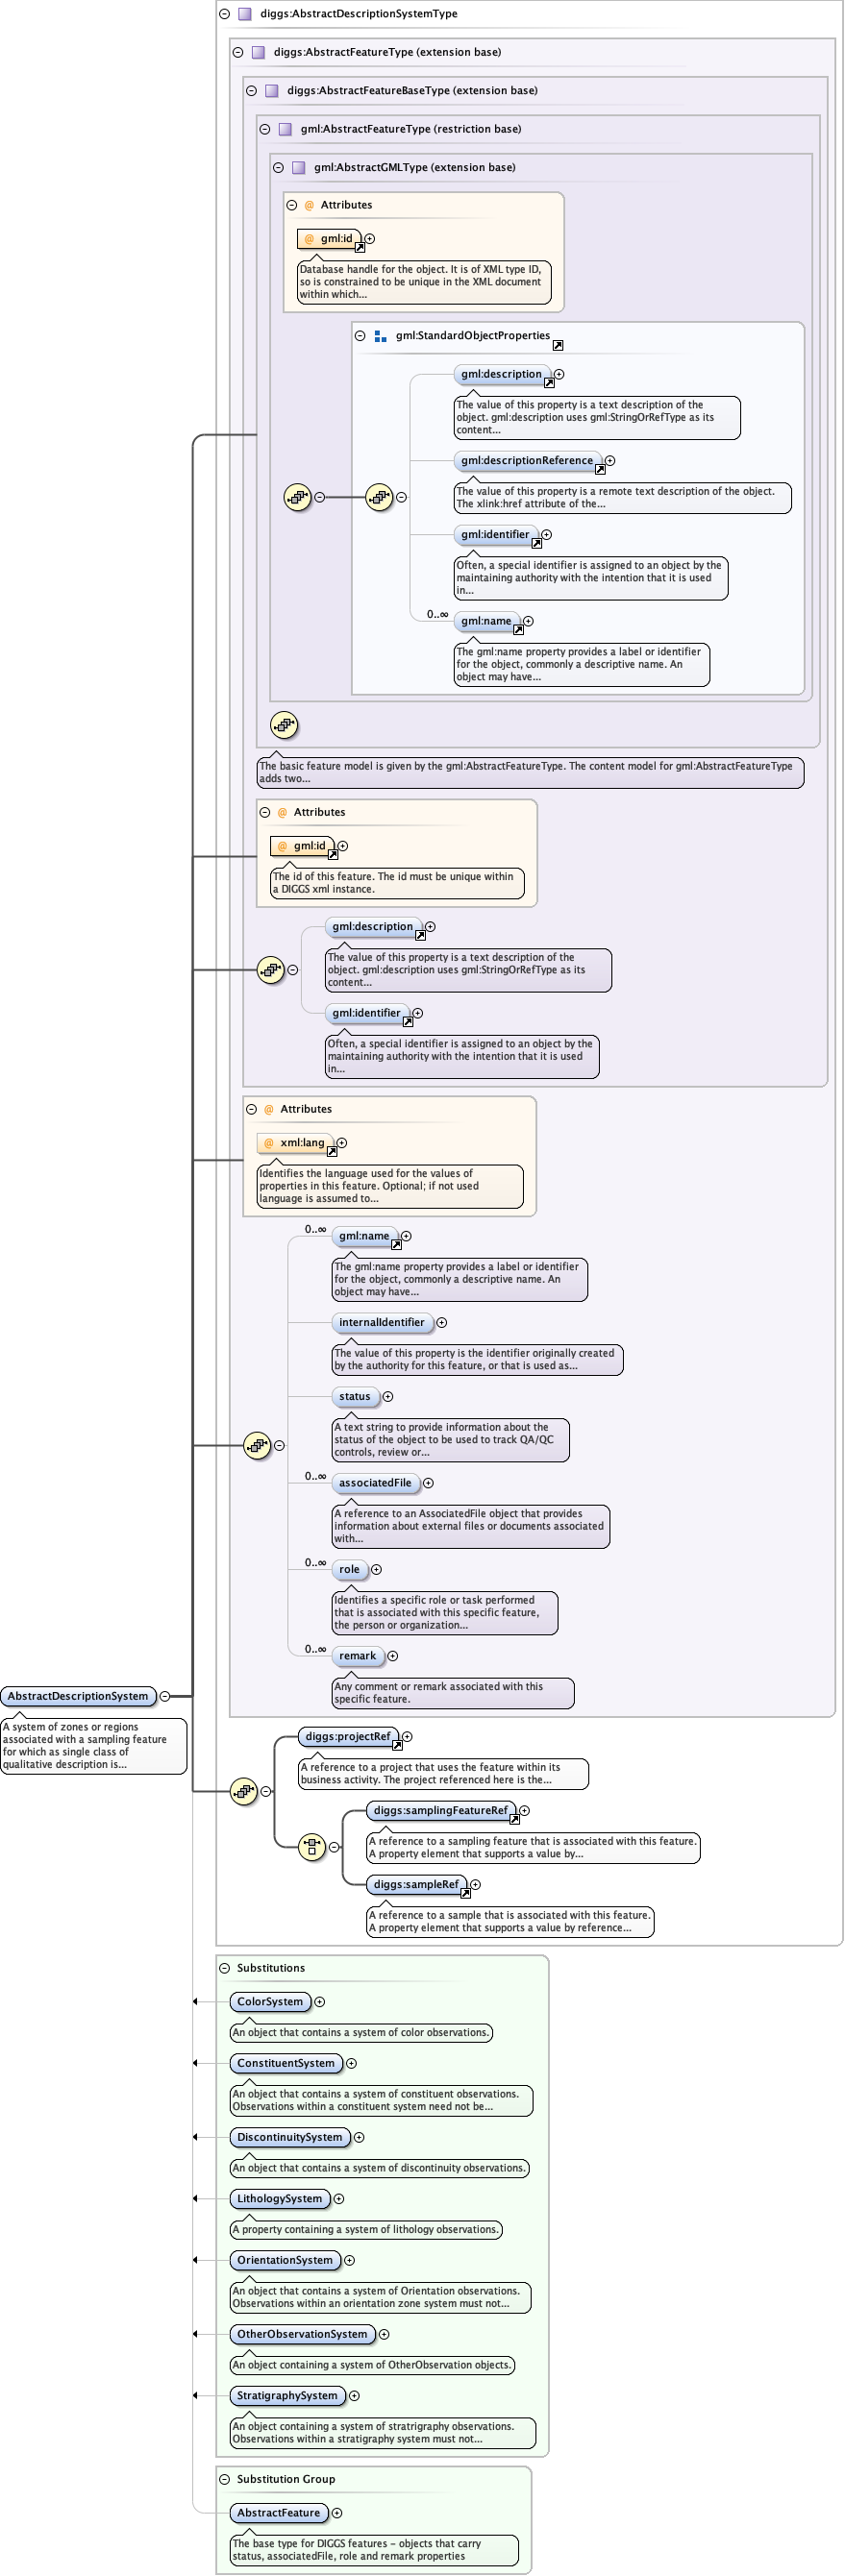 diggs:AbstractDescriptionSystemType
diggs:AbstractFeatureType (extension base)
diggs:AbstractFeatureBaseType (extension base)
gml:AbstractFeatureType (restriction base)
gml:AbstractGMLType (extension base)
@ Attributes
@ gml:id
Database handle for the object. It is of XML type ID,
so is constrained to be unique in the XML document
within which...
gml:StandardObjectProperties
gml:description
The value of this property is a text description of the
object. gml:description uses gml:StringOrRefType as its
content...
gml:descriptionReference
The value of this property is a remote text description of the object.
The xlink:href attribute of the...
gml:identifier
Often, a special identifier is assigned to an object by the
maintaining authority with the intention that it is used
in...
0..∞ gml:name
The gml:name property provides a label or identifier
for the object, commonly a descriptive name. An
object may have...
The basic feature model is given by the gml:AbstractFeatureType. The content model for gml:AbstractFeatureType
adds two...
@ Attributes
@ gml:id
The id of this feature. The id must be unique within
a DIGGS xml instance.
gml:description
The value of this property is a text description of the
object. gml:description uses gml:StringOrRefType as its
content...
gml:identifier
Often, a special identifier is assigned to an object by the
maintaining authority with the intention that it is used
in...
@ Attributes
@ xml:lang
Identifies the language used for the values of
properties in this feature. Optional; if not used
language is assumed to...
0..∞ gml:name
The gml:name property provides a label or identifier
for the object, commonly a descriptive name. An
object may have...
internalIdentifier
The value of this property is the identifier originally created
by the authority for this feature, or that is used as...
status
A text string to provide information about the
status of the object to be used to track QA/QC
controls, review or...
0..∞ associatedFile
A reference to an AssociatedFile object that provides
information about external files or documents associated
with...
0..∞ role
Identifies a specific role or task performed
that is associated with this specific feature,
the person or organization...
0..∞ remark
Any comment or remark associated with this
specific feature.
AbstractDescriptionSystem
A system of zones or regions
associated with a sampling feature
for which as single class of
qualitative description is...
diggs:projectRef
A reference to a project that uses the feature within its
business activity. The project referenced here is the...
diggs:samplingFeatureRef
A reference to a sampling feature that is associated with this feature.
A property element that supports a value by...
diggs:sampleRef
A reference to a sample that is associated with this feature.
A property element that supports a value by reference...
Substitutions
ColorSystem
An object that contains a system of color observations.
ConstituentSystem
An object that contains a system of constituent observations.
Observations within a constituent system need not be...
DiscontinuitySystem
An object that contains a system of discontinuity observations.
LithologySystem
A property containing a system of lithology observations.
OrientationSystem
An object that contains a system of Orientation observations.
Observations within an orientation zone system must not...
OtherObservationSystem
An object containing a system of OtherObservation objects.
StratigraphySystem
An object containing a system of stratrigraphy observations.
Observations within a stratigraphy system must not...
Substitution Group
AbstractFeature
The base type for DIGGS features - objects that carry
status, associatedFile, role and remark properties